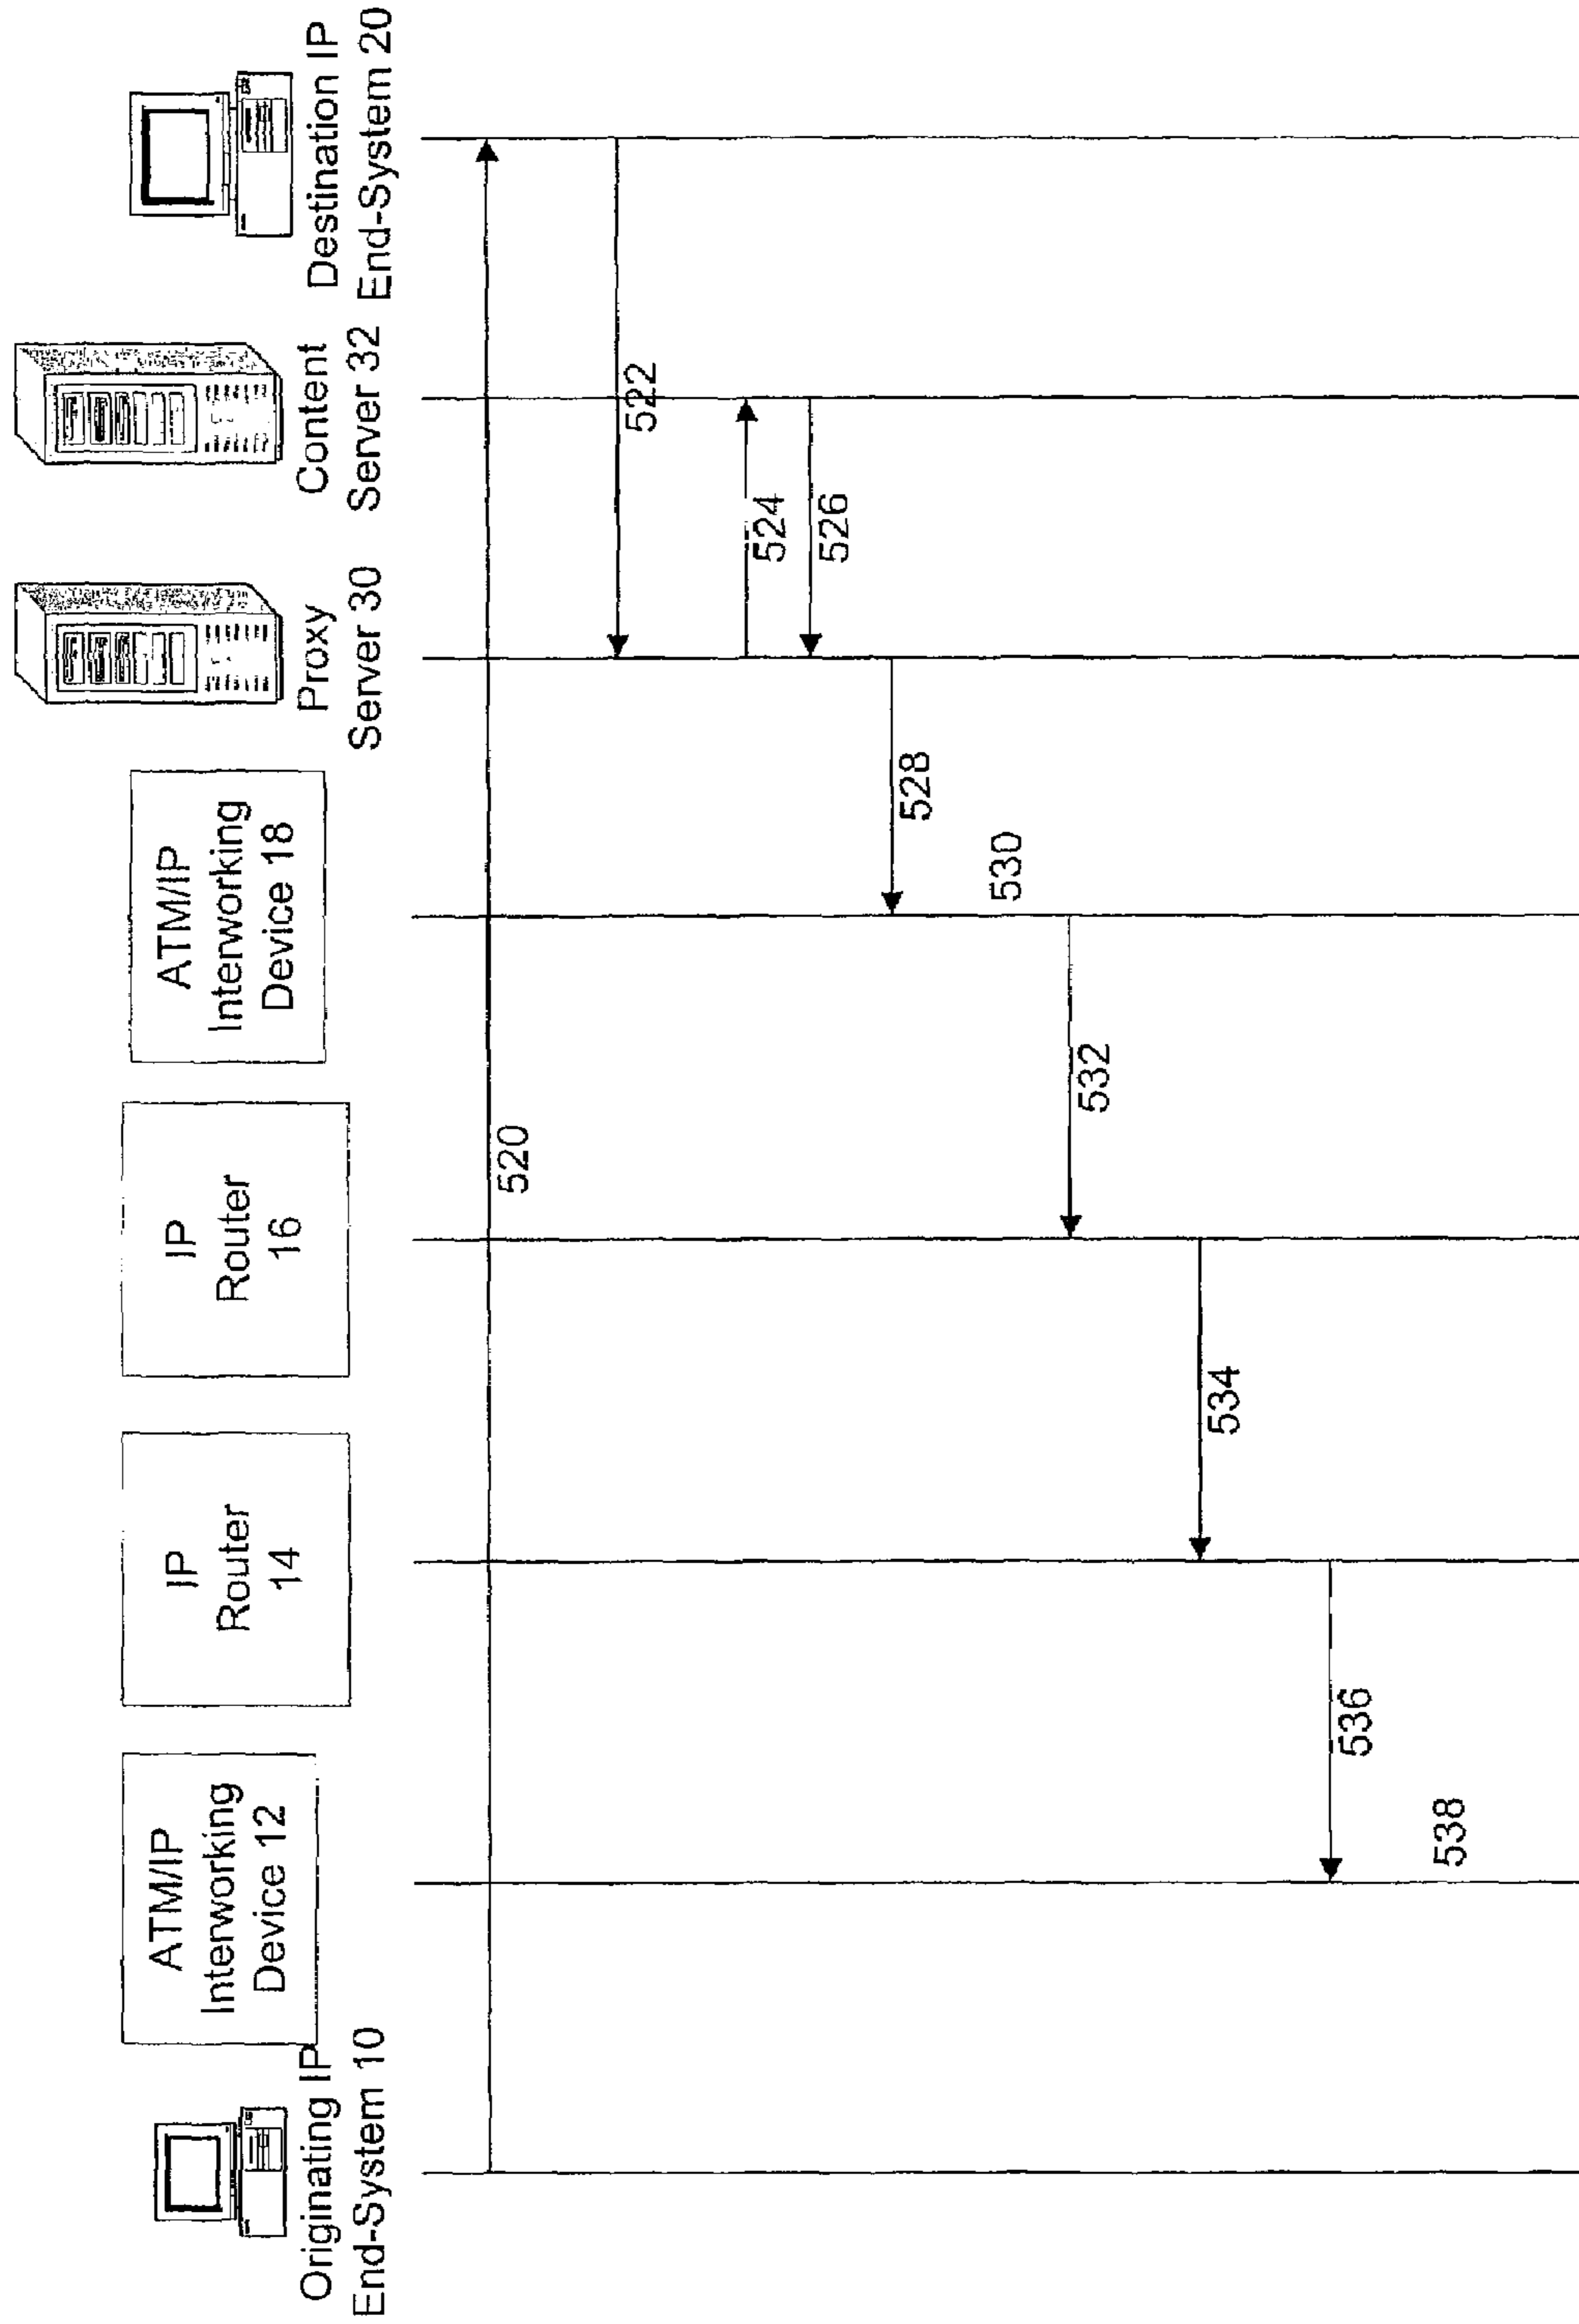 Originating IP
End-System 10
ATM/IP
Interworking
Device 12
IP
Router
14
IP
Router
16
ATM/IP
Interworking
Device 18
Proxy
Server 30
Content
Server 32
Destination IP
End-System 20
520
522
524
526
528
530
532
534
536
538